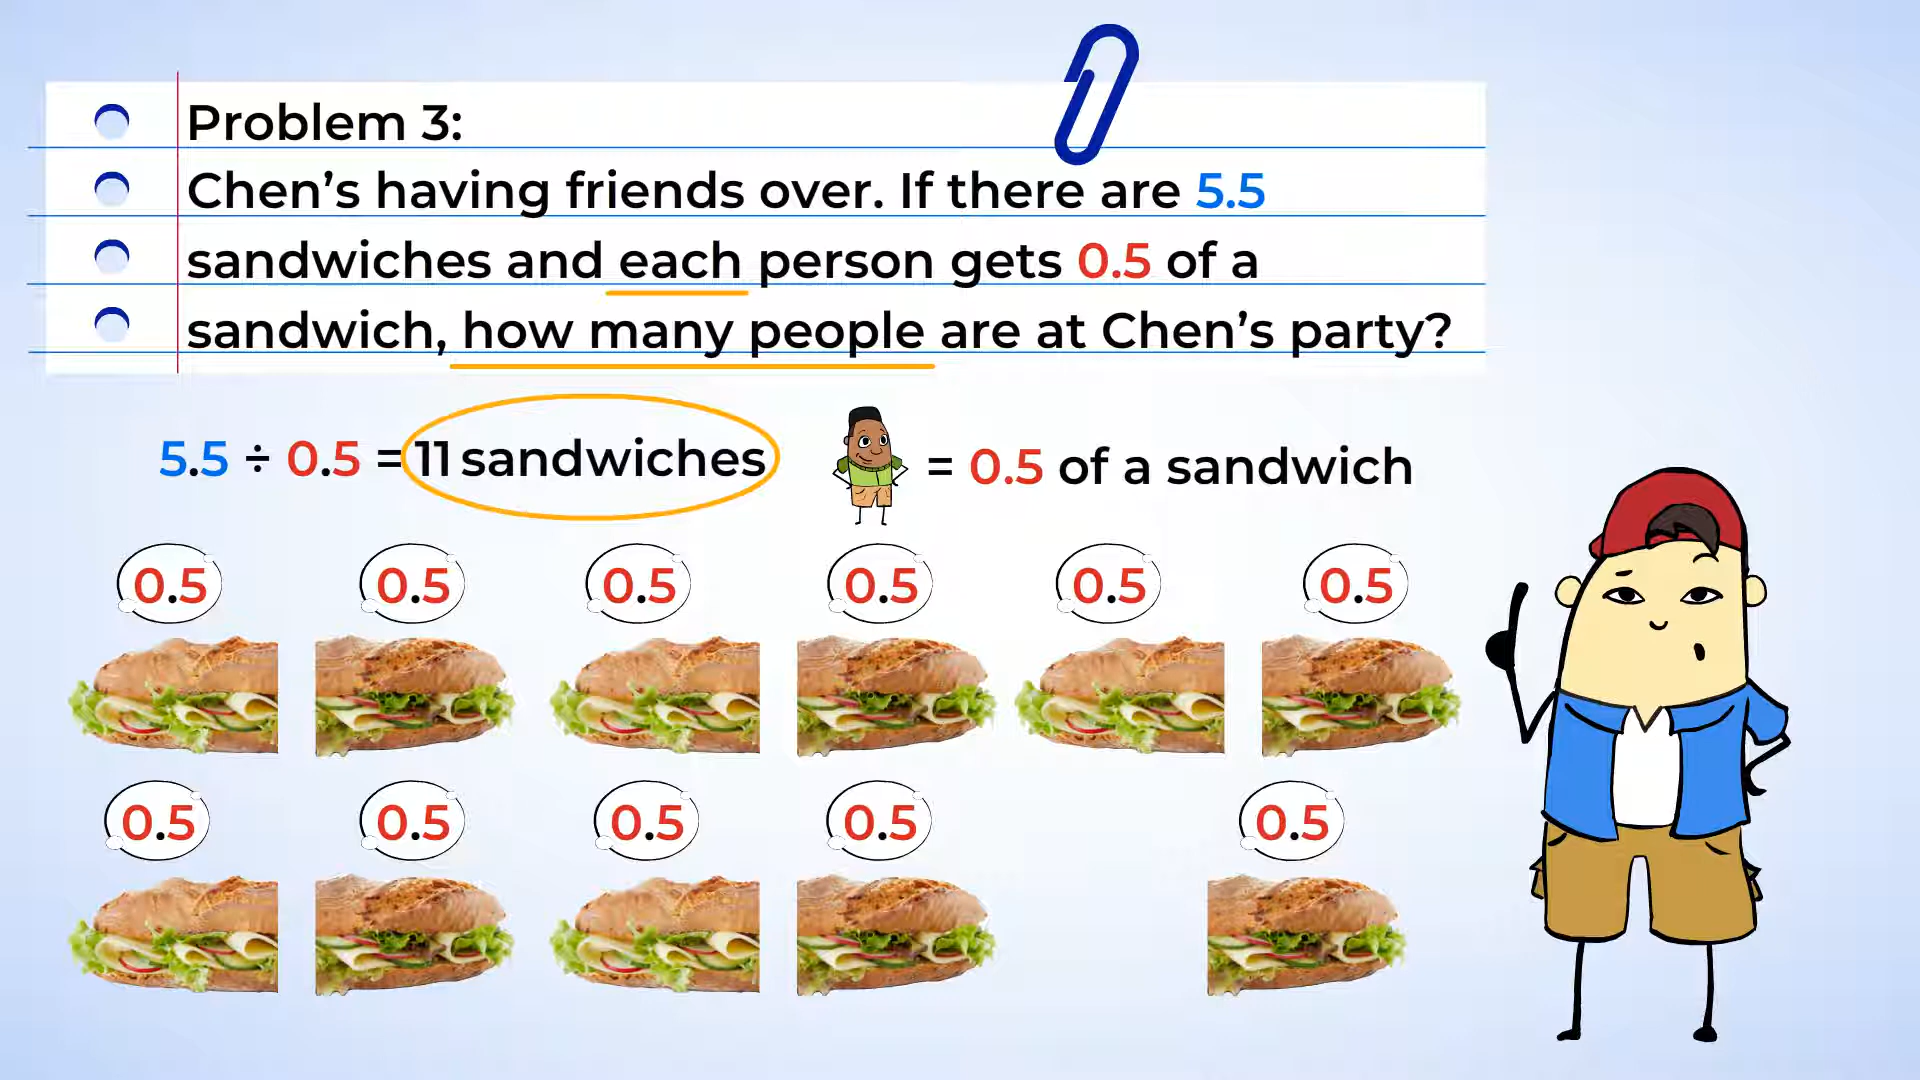 Problem 3:
Chen’s having friends over. If there are 5.5
sandwiches and each person gets 0.5 of a
sandwich, how many people are at Chen’s party?
5.5 ÷ 0.5 = 11 sandwiches
= 0.5 of a sandwich
0.5 0.5 0.5 0.5 0.5 0.5
0.5 0.5 0.5 0.5 0.5